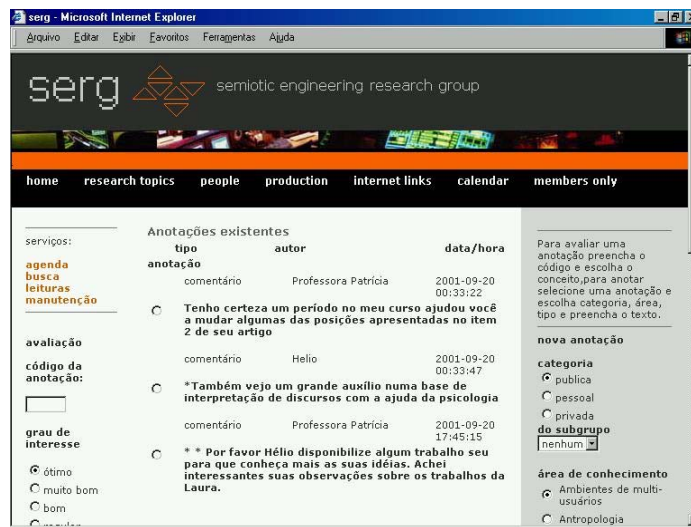 serg - Microsoft Internet Explorer
Arquivo Editar Exibir Favoritos Ferramentas Ajuda
serg semiotic engineering research group
home research topics people production internet links calendar members only
serviços:
agenda
busca
leituras
manutenção
avaliação
código da
anotação:
grau de
interesse
ótimo
muito bom
bom
regular
Anotações existentes
tipo autor data/hora
anotação
comentário Professora Patrícia 2001-09-20
00:33:22
Tenho certeza um período no meu curso ajudou você
a mudar algumas das posições apresentadas no item
2 de seu artigo
comentário Helio 2001-09-20
00:33:47
*Também vejo um grande auxílio numa base de
interpretação de discursos com a ajuda da psicologia
comentário Professora Patrícia 2001-09-20
17:45:15
* * Por favor Hélio disponibilize algum trabalho seu
para que conheça mais as suas idéias. Achei
interessantes suas observações sobre os trabalhos da
Laura.
Para avaliar uma
anotação preencha o
código e escolha o
conceito,para anotar
selecione uma anotação e
escolha categoria, área,
tipo e preencha o texto.
nova anotação
categoria
publica
pessoal
privada
do subgrupo
nenhum
área de conhecimento
Ambientes de multi-
usuários
Antropologia